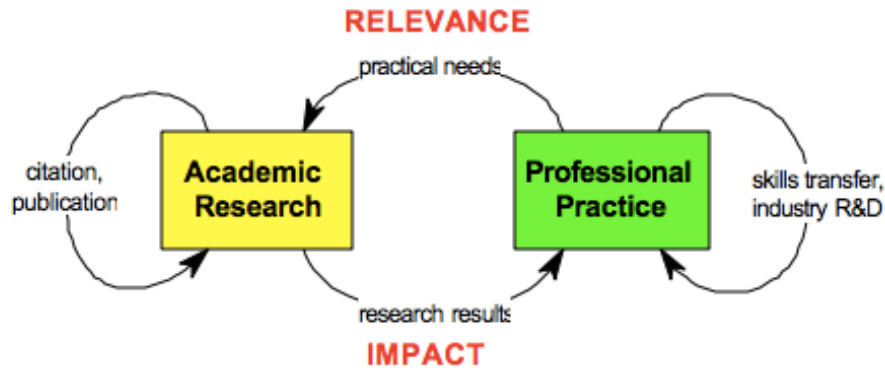 RELEVANCE
practical needs
citation,
publication
Academic
Research
Professional
Practice
skills transfer,
industry R&D
research results
IMPACT